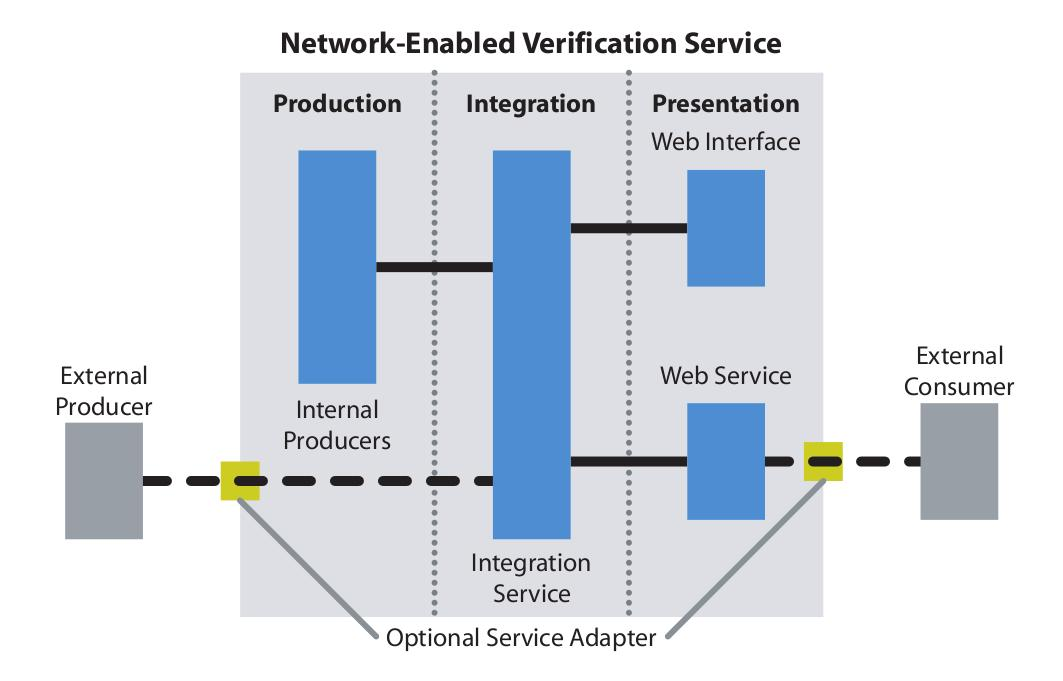 Network-Enabled Verification Service
Production
Integration
Presentation
Web Interface
External
Producer
Internal
Producers
Web Service
External
Consumer
Integration
Service
Optional Service Adapter